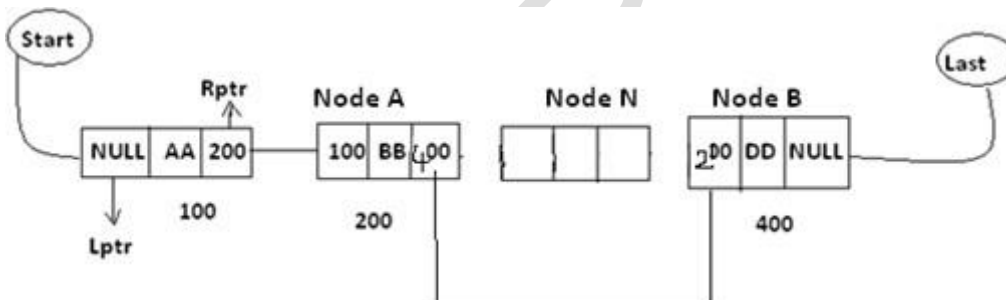 Start
Last
Rptr
Node A
Node N
Node B
NULL AA 200
100 BB 400
200 DD NULL
100
200
400
Lptr